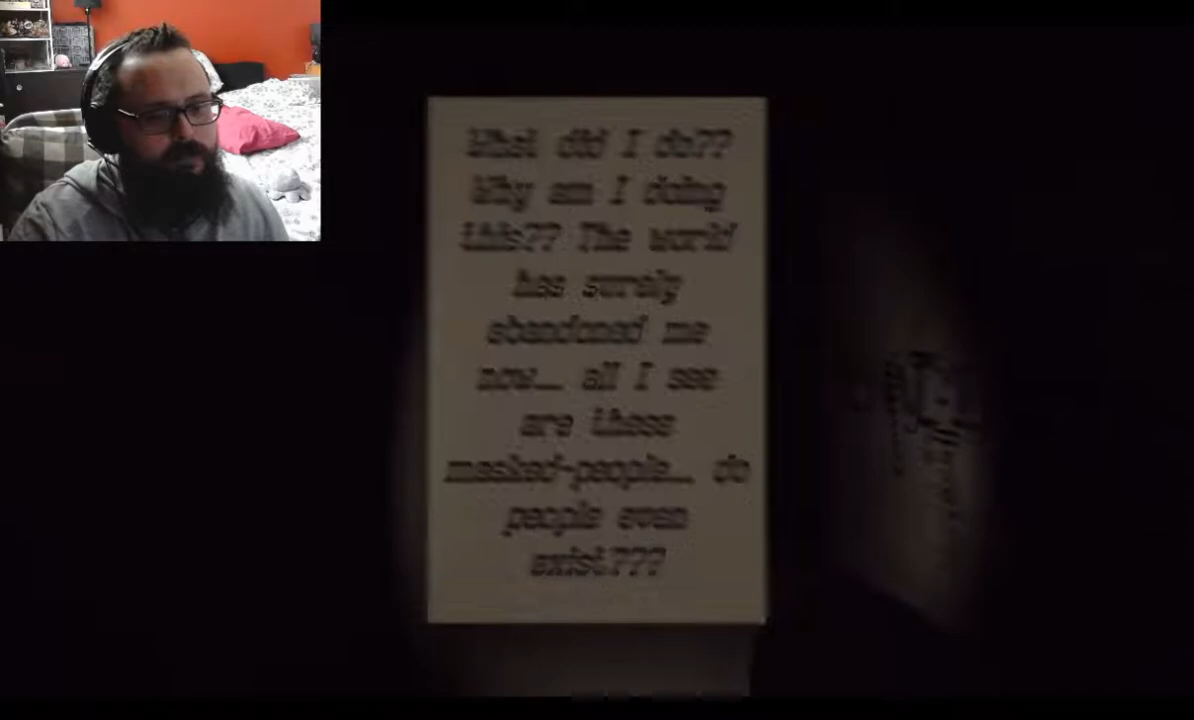 What did I do??
Why am I doing
this?? The world
has surely
abandoned me
now... all I see
are these
masked-people... do
people even
exist???